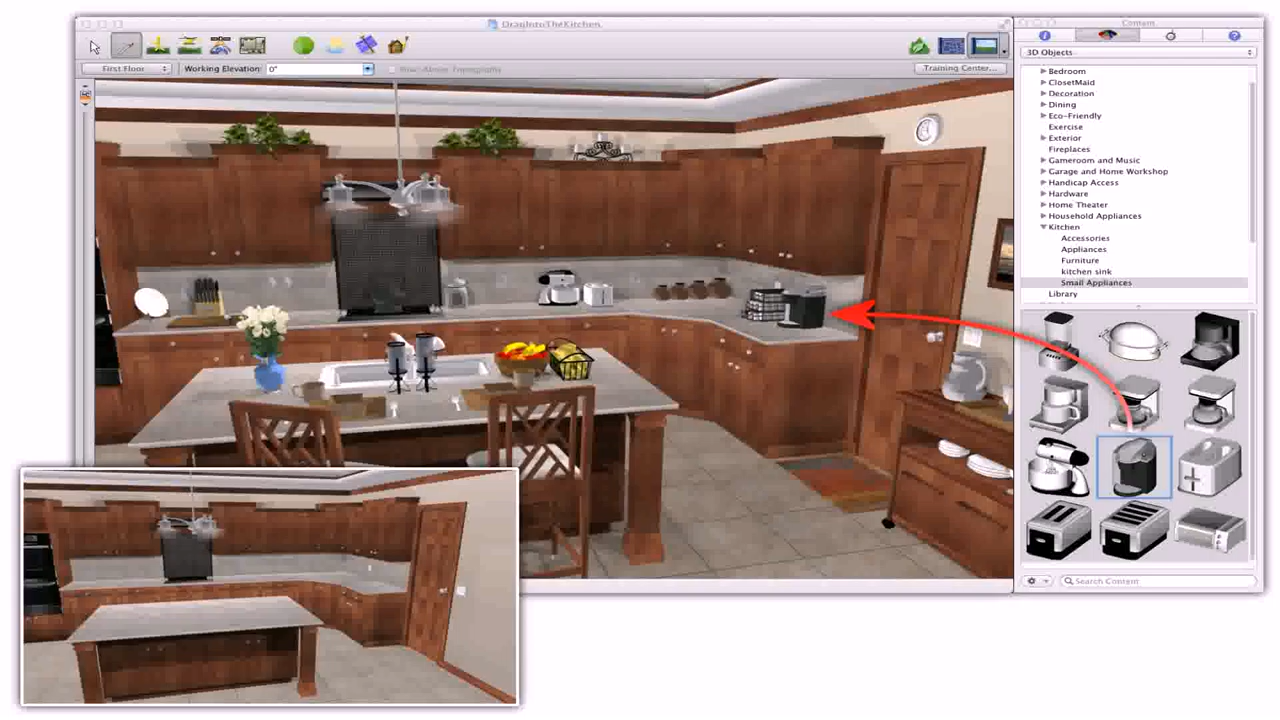 DragIntoTheKitchen
Content
First Floor
Working Elevation:
0"
Training Center...
3D Objects
Bedroom
ClosetMaid
Decoration
Dining
Eco-Friendly
Exercise
Exterior
Fireplaces
Gameroom and Music
Garage and Home Workshop
Handicap Access
Hardware
Home Theater
Household Appliances
Kitchen
Accessories
Appliances
Furniture
kitchen sink
Small Appliances
Library
Search Content